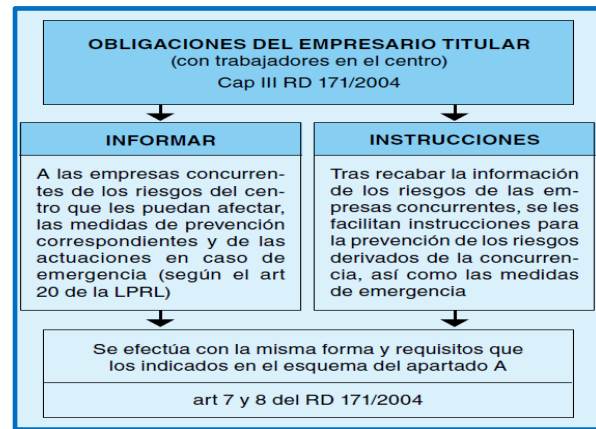 OBLIGACIONES DEL EMPRESARIO TITULAR
(con trabajadores en el centro)
Cap III RD 171/2004
INFORMAR
A las empresas concurren-
tes de los riesgos del cen-
tro que les puedan afectar,
las medidas de prevención
correspondientes y de las
actuaciones en caso de
emergencia (según el art
20 de la LPRL)
INSTRUCCIONES
Tras recabar la información
de los riesgos de las em-
presas concurrentes, se les
facilitan instrucciones para
la prevención de los riesgos
derivados de la concurren-
cia, así como las medidas
de emergencia
Se efectúa con la misma forma y requisitos que
los indicados en el esquema del apartado A
art 7 y 8 del RD 171/2004